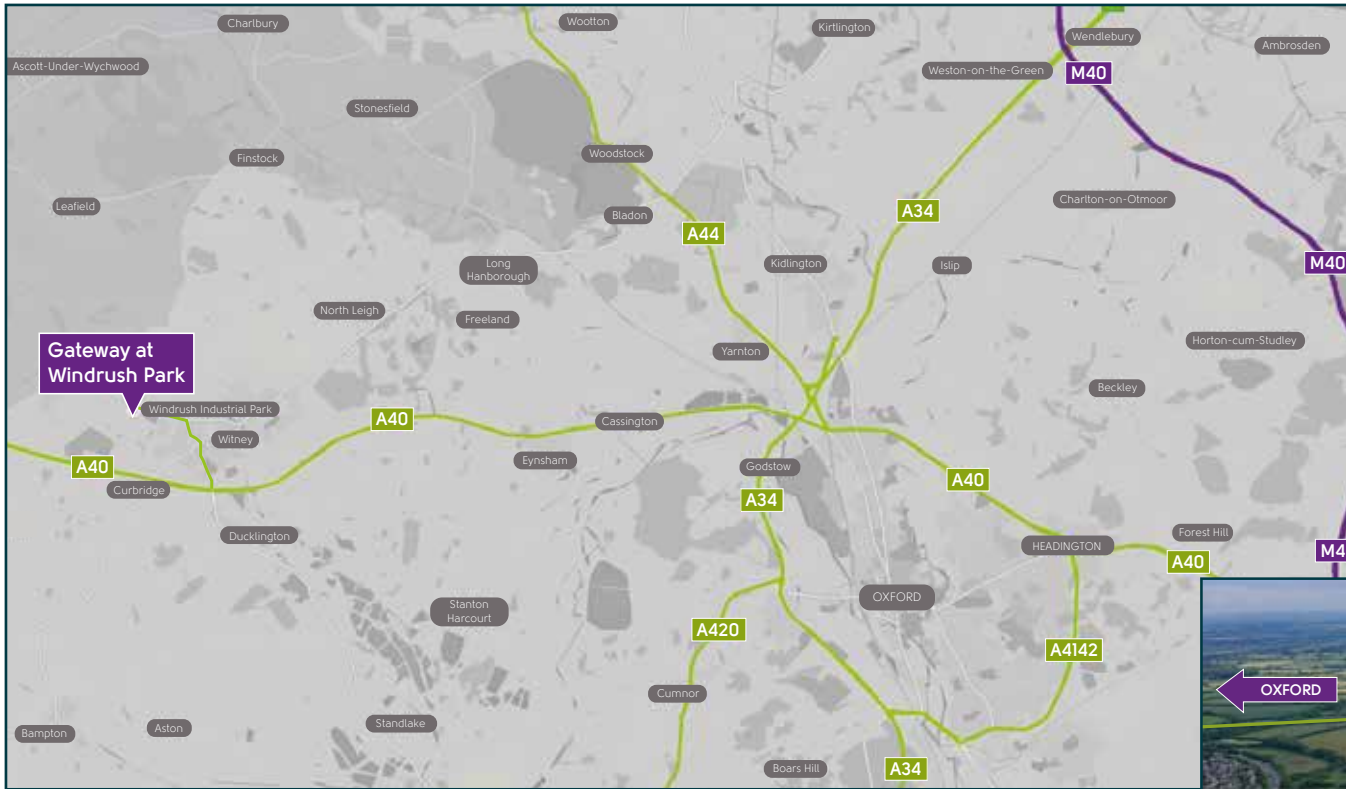 Charlbury
Wootton
Kirtlington
Wendlebury
Ambrosden
Ascott-Under-Wychwood
Weston-on-the-Green
M40
Stonesfield
Woodstock
Finstock
Leafield
Charlton-on-Otmoor
Bladon
A34
A44
Kidlington
Islip
M40
Long
Hanborough
North Leigh
Freeland
Gateway at
Windrush Park
Yarnton
Horton-cum-Studley
Beckley
Windrush Industrial Park
A40
Cassington
Witney
A40
Eynsham
Godstow
A40
Curbridge
A34
Ducklington
HEADINGTON
Forest Hill
M4
A40
Stanton
Harcourt
OXFORD
A420
A4142
Cumnor
OXFORD
Bampton
Aston
Standlake
Boars Hill
A34